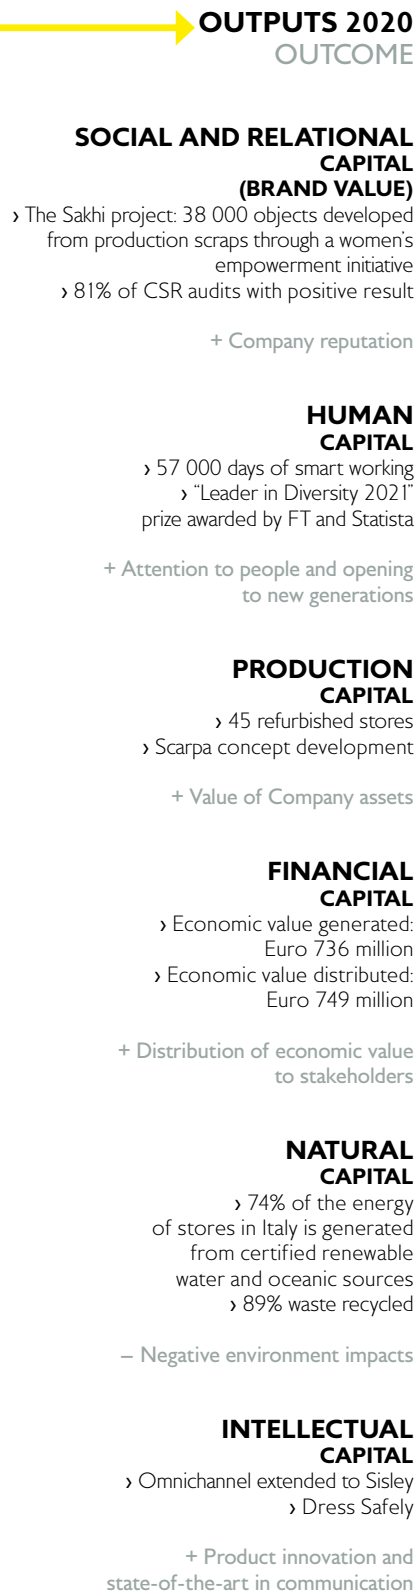 OUTPUTS 2020
OUTCOME
SOCIAL AND RELATIONAL
CAPITAL
(BRAND VALUE)
› The Sakhi project: 38 000 objects developed
from production scraps through a women's
empowerment initiative
› 81% of CSR audits with positive result
+ Company reputation
HUMAN
CAPITAL
› 57 000 days of smart working
› “Leader in Diversity 2021”
prize awarded by FT and Statista
+ Attention to people and opening
to new generations
PRODUCTION
CAPITAL
› 45 refurbished stores
› Scarpa concept development
+ Value of Company assets
FINANCIAL
CAPITAL
› Economic value generated:
Euro 736 million
› Economic value distributed:
Euro 749 million
+ Distribution of economic value
to stakeholders
NATURAL
CAPITAL
› 74% of the energy
of stores in Italy is generated
from certified renewable
water and oceanic sources
› 89% waste recycled
– Negative environment impacts
INTELLECTUAL
CAPITAL
› Omnichannel extended to Sisley
› Dress Safely
+ Product innovation and
state-of-the-art in communication